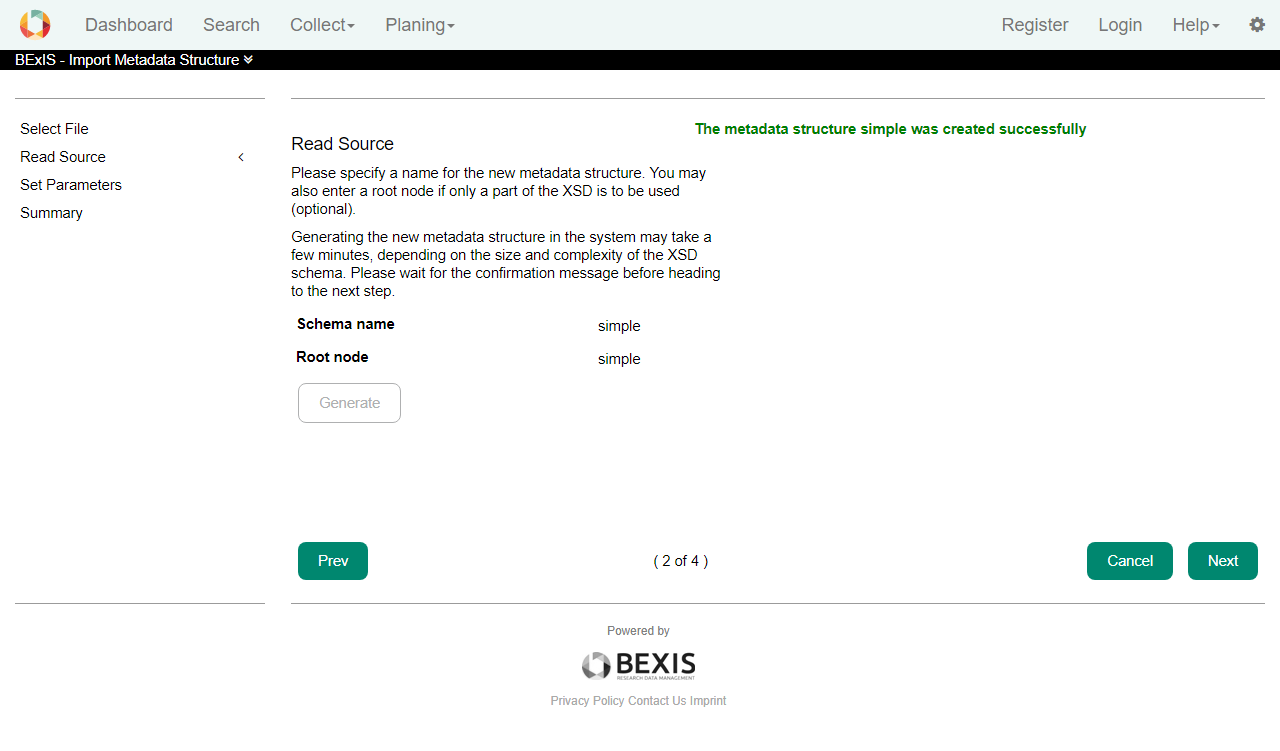 Dashboard Search Collect Planing Register Login Help
BExIS - Import Metadata Structure
Select File
Read Source
Set Parameters
Summary
The metadata structure simple was created successfully
Read Source
Please specify a name for the new metadata structure. You may
also enter a root node if only a part of the XSD is to be used
(optional).
Generating the new metadata structure in the system may take a
few minutes, depending on the size and complexity of the XSD
schema. Please wait for the confirmation message before heading
to the next step.
Schema name simple
Root node simple
Generate
Prev ( 2 of 4 ) Cancel Next
Powered by
BEXIS
RESEARCH DATA MANAGEMENT
Privacy Policy Contact Us Imprint